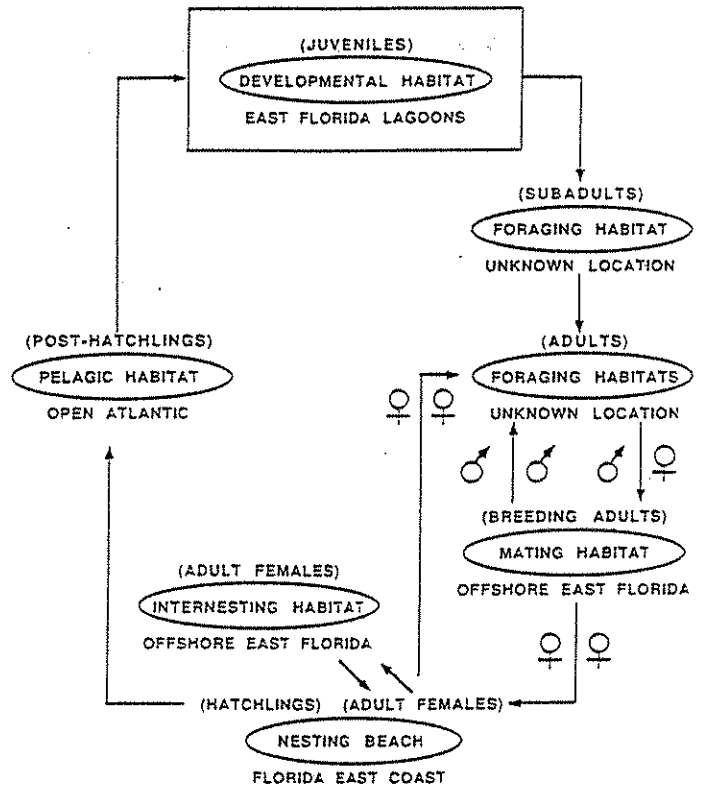 (JUVENILES)
DEVELOPMENTAL HABITAT
EAST FLORIDA LAGOONS
(SUBADULTS)
FORAGING HABITAT
UNKNOWN LOCATION
(POST-HATCHLINGS)
PELAGIC HABITAT
OPEN ATLANTIC
(ADULTS)
FORAGING HABITATS
UNKNOWN LOCATION
♀ ♀
♂ ♂ ♂ ♀
(BREEDING ADULTS)
MATING HABITAT
OFFSHORE EAST FLORIDA
♀ ♀
(ADULT FEMALES)
INTERNESTING HABITAT
OFFSHORE EAST FLORIDA
(HATCHLINGS) (ADULT FEMALES)
NESTING BEACH
FLORIDA EAST COAST